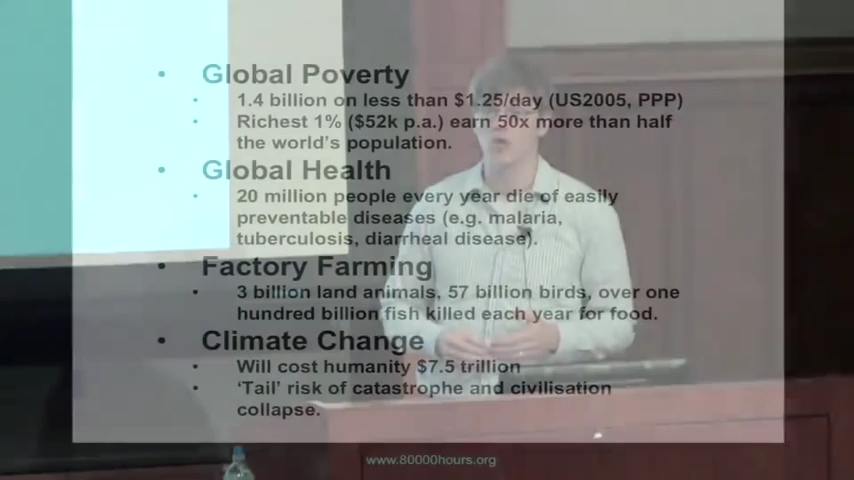 Global Poverty
1.4 billion on less than $1.25/day (US2005, PPP)
Richest 1% ($52k p.a.) earn 50x more than half
the world's population.
Global Health
20 million people every year die of easily
preventable diseases (e.g. malaria,
tuberculosis, diarrheal disease).
Factory Farming
3 billion land animals, 57 billion birds, over one
hundred billion fish killed each year for food.
Climate Change
Will cost humanity $7.5 trillion
'Tail' risk of catastrophe and civilisation
collapse.
www.80000hours.org